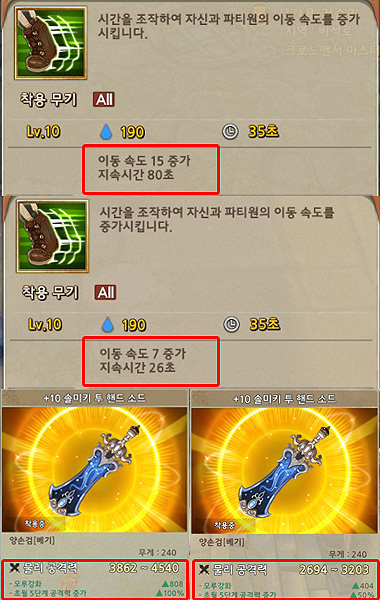 시간을 조작하여 자신과 파티원의 이동 속도를 증가
시킵니다.
착용 무기 All
Lv.10 190 35초
이동 속도 15 증가
지속시간 80초
시간을 조작하여 자신과 파티원의 이동 속도를
증가시킵니다.
착용 무기 All
Lv.10 190 35초
이동 속도 7 증가
지속시간 26초
+10 솔미키 투 핸드 소드
착용중
양손검[베기]
무게 : 240
물리 공격력 3862 ~ 4540
- 모루강화 ▲808
- 초월 5단계 공격력 증가 ▲100%
+10 솔미키 투 핸드 소드
착용중
양손검[베기]
무게 : 240
물리 공격력 2694 ~ 3203
- 모루강화 ▲404
- 초월 5단계 공격력 증가 ▲50%